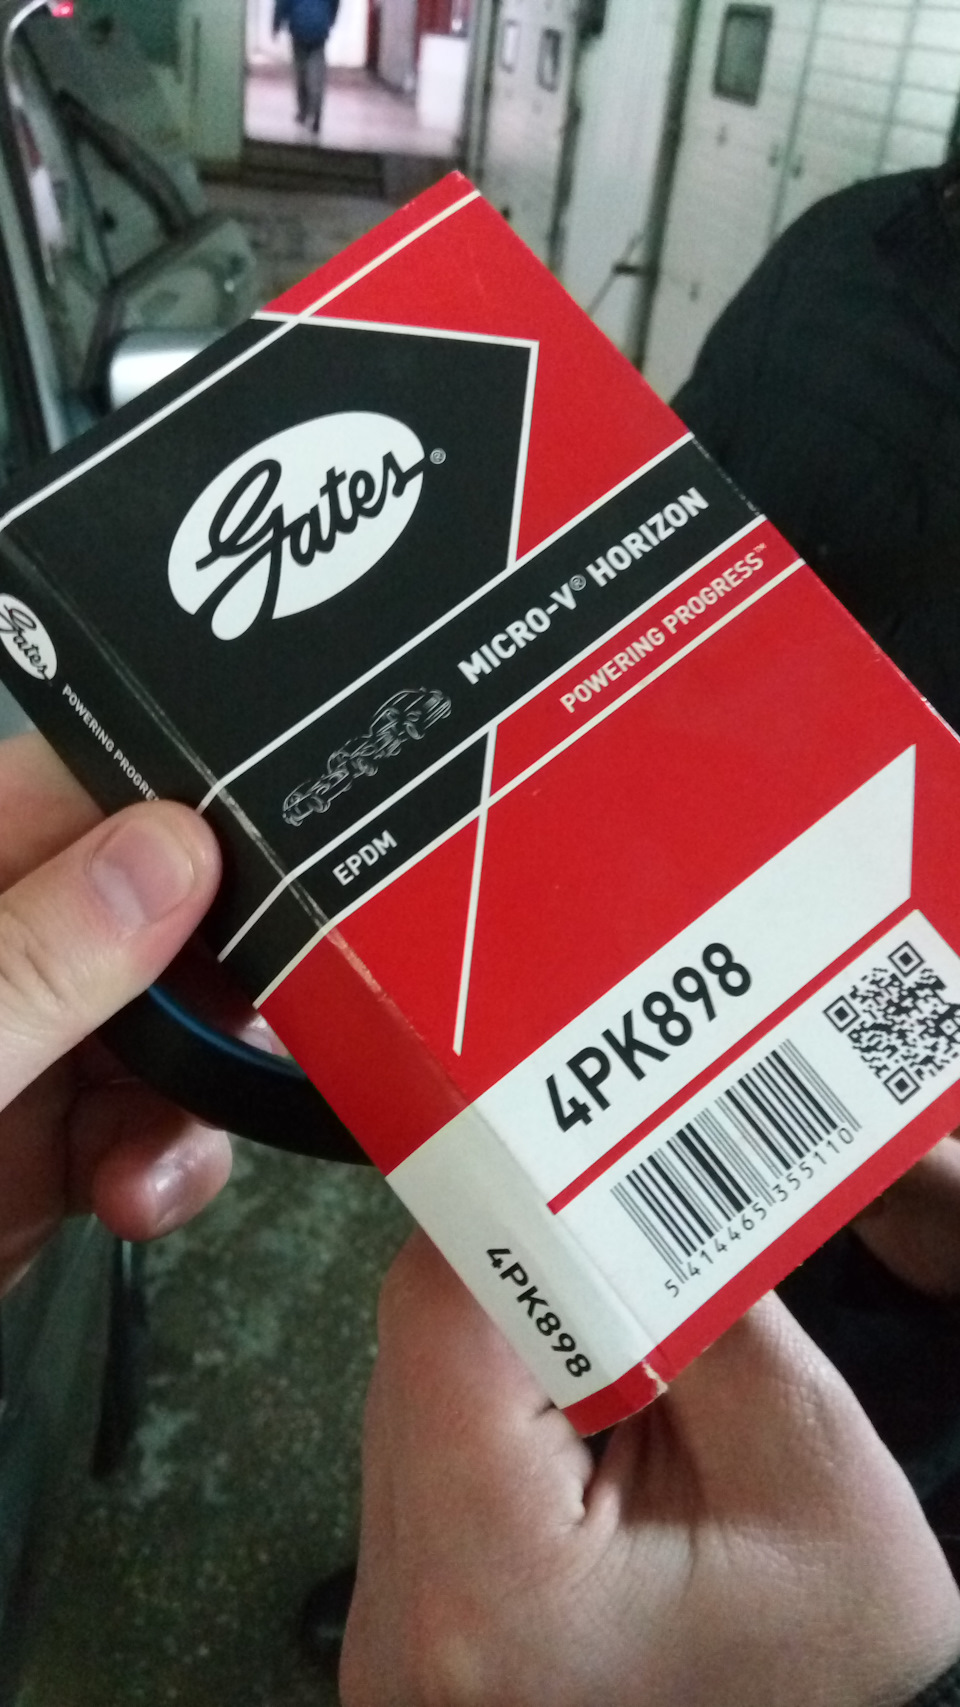 Gates®
MICRO-V® HORIZON
POWERING PROGRESS™
EPDM
4PK898
5 414465 355110
Gates
POWERING PROGRE
4PK898